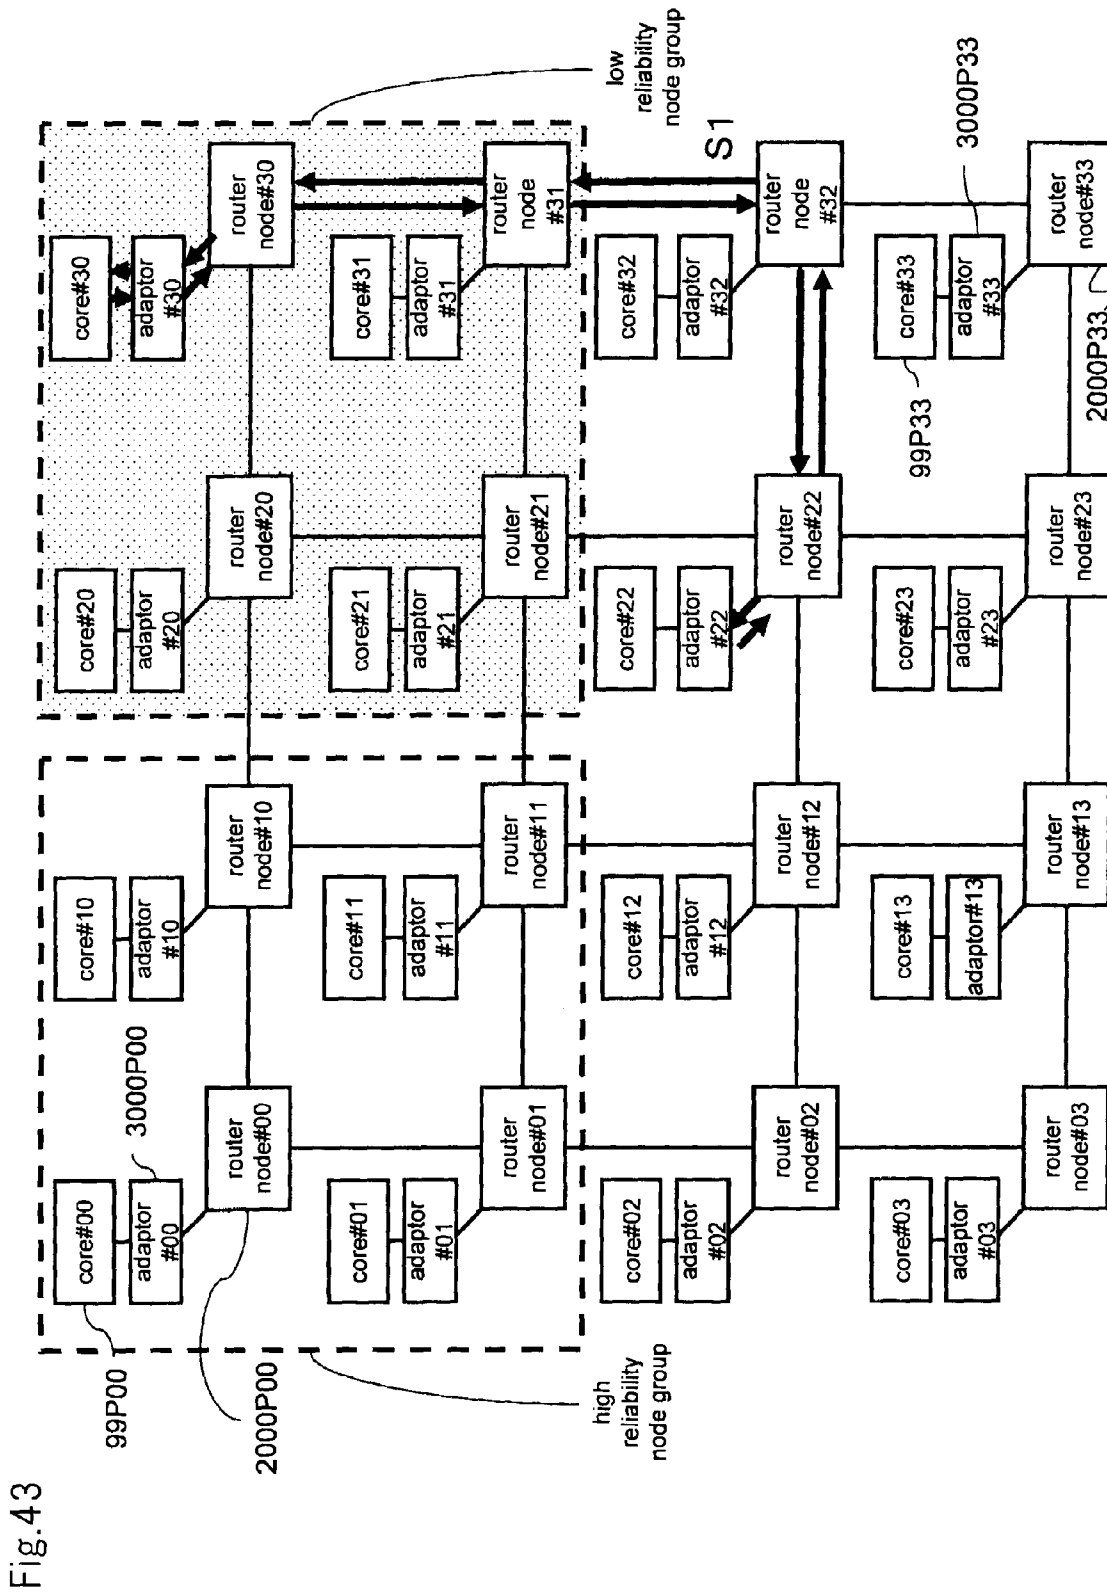 Fig.43
99P00
core#00
adaptor
#00
3000P00
router
node#00
2000P00
core#10
adaptor
#10
router
node#10
core#20
adaptor
#20
router
node#20
core#30
adaptor
#30
router
node#30
core#01
adaptor
#01
router
node#01
core#11
adaptor
#11
router
node#11
core#21
adaptor
#21
router
node#21
core#31
adaptor
#31
router
node
#31
high
reliability
node group
low
reliability
node group
core#02
adaptor
#02
router
node#02
core#12
adaptor
#12
router
node#12
core#22
adaptor
#22
router
node#22
core#32
adaptor
#32
S1
router
node
#32
core#03
adaptor
#03
router
node#03
core#13
adaptor#13
router
node#13
core#23
adaptor
#23
router
node#23
99P33
core#33
adaptor
#33
3000P33
router
node#33
2000P33